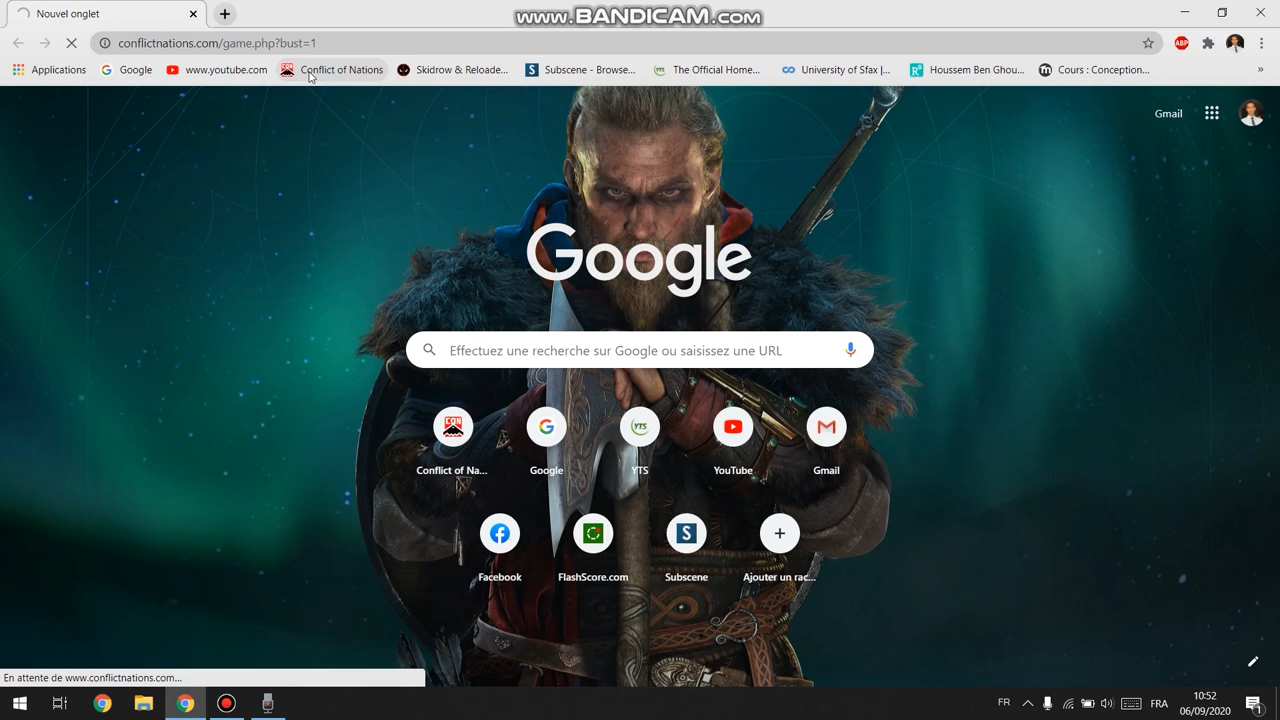 www.BANDICAM.com
Nouvel onglet
conflictnations.com/game.php?bust=1
ABP
Applications
Google
www.youtube.com
Conflict of Nations
Skidrow & Reloade...
Subscene - Browse...
The Official Home...
University of Sfax |...
Houssem Ben Ghou...
Cours : Conception...
Gmail
Google
Effectuez une recherche sur Google ou saisissez une URL
Conflict of Na...
Google
YTS
YouTube
Gmail
Facebook
FlashScore.com
Subscene
Ajouter un rac...
En attente de www.conflictnations.com...
FR
FRA
10:52
06/09/2020
1